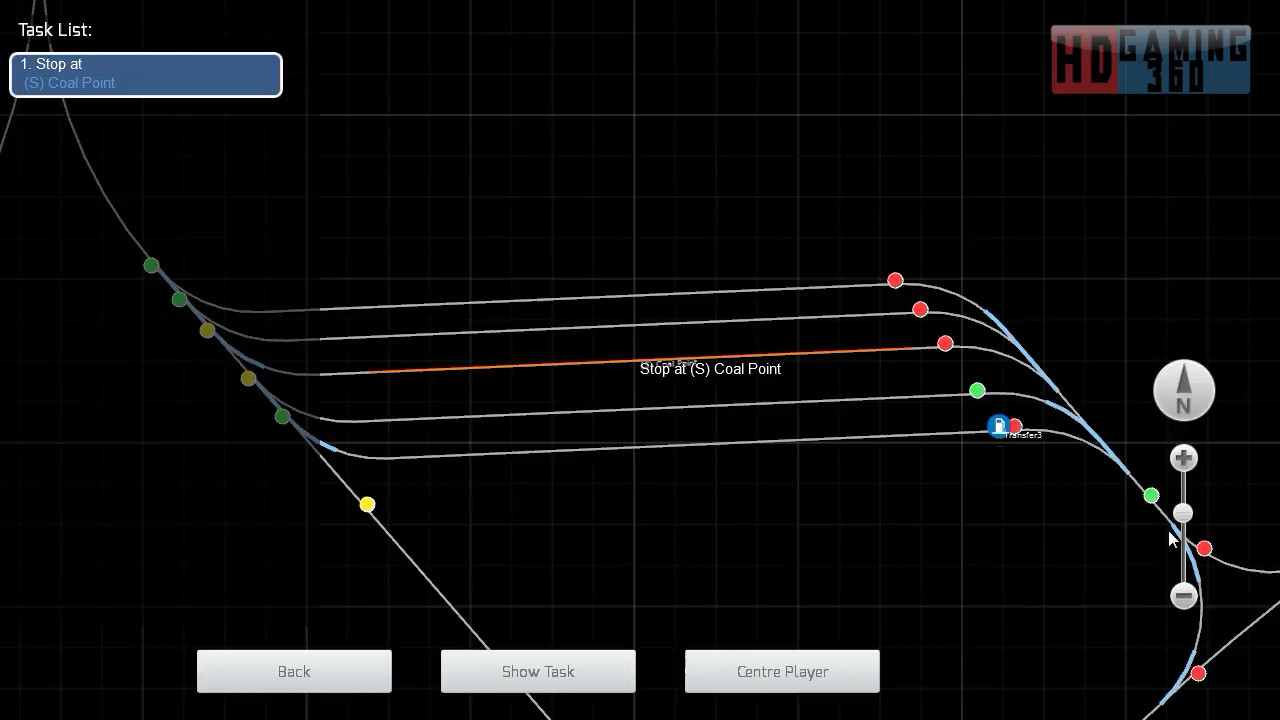 Task List:
HD GAMING
360
1. Stop at
(S) Coal Point
Stop at (S) Coal Point
Transfer3
N
Back
Show Task
Centre Player